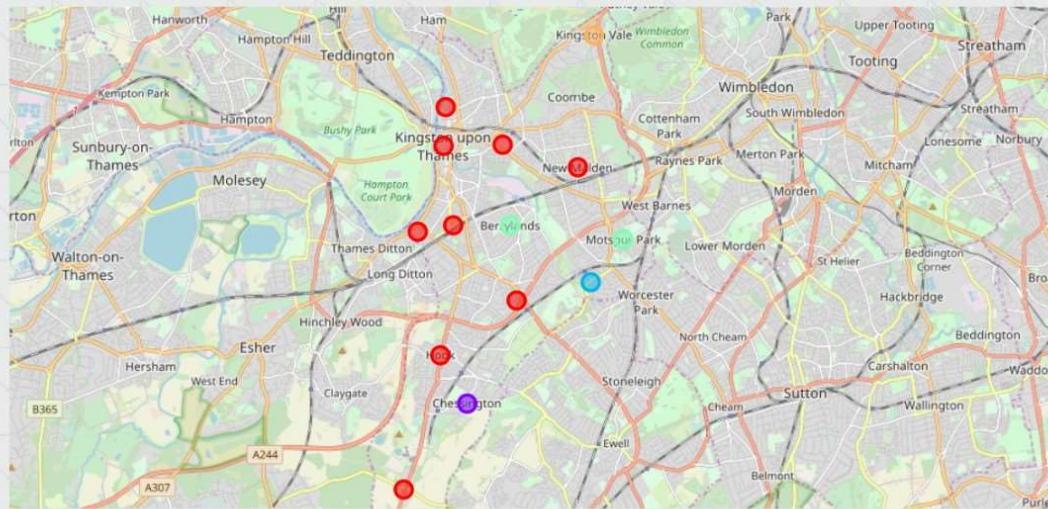 Hanworth
Hill
Ham
Kingston Vale
Wimbledon
Common
Park
Upper Tooting
Streatham
Hampton Hill
Teddington
Tooting
Kempton Park
Coombe
Wimbledon
Streatham
Hampton
Bushy Park
Cottenham
Park
South Wimbledon
Kingston upon
Thames
Lonesome
Norbury
Sunbury-on-
Thames
Raynes Park
Merton Park
Mitcham
New Malden
Molesey
Hampton
Court Park
Morden
West Barnes
erton
Berrylands
Motspur Park
Thames Ditton
Lower Morden
Walton-on-
Thames
St Helier
Beddington
Corner
Long Ditton
Worcester
Park
Hackbridge
Hinchley Wood
Esher
North Cheam
Beddington
Hook
Hersham
Carshalton
West End
Stoneleigh
Claygate
Sutton
B365
Chessington
Cheam
Wallington
Ewell
A244
Belmont
A307